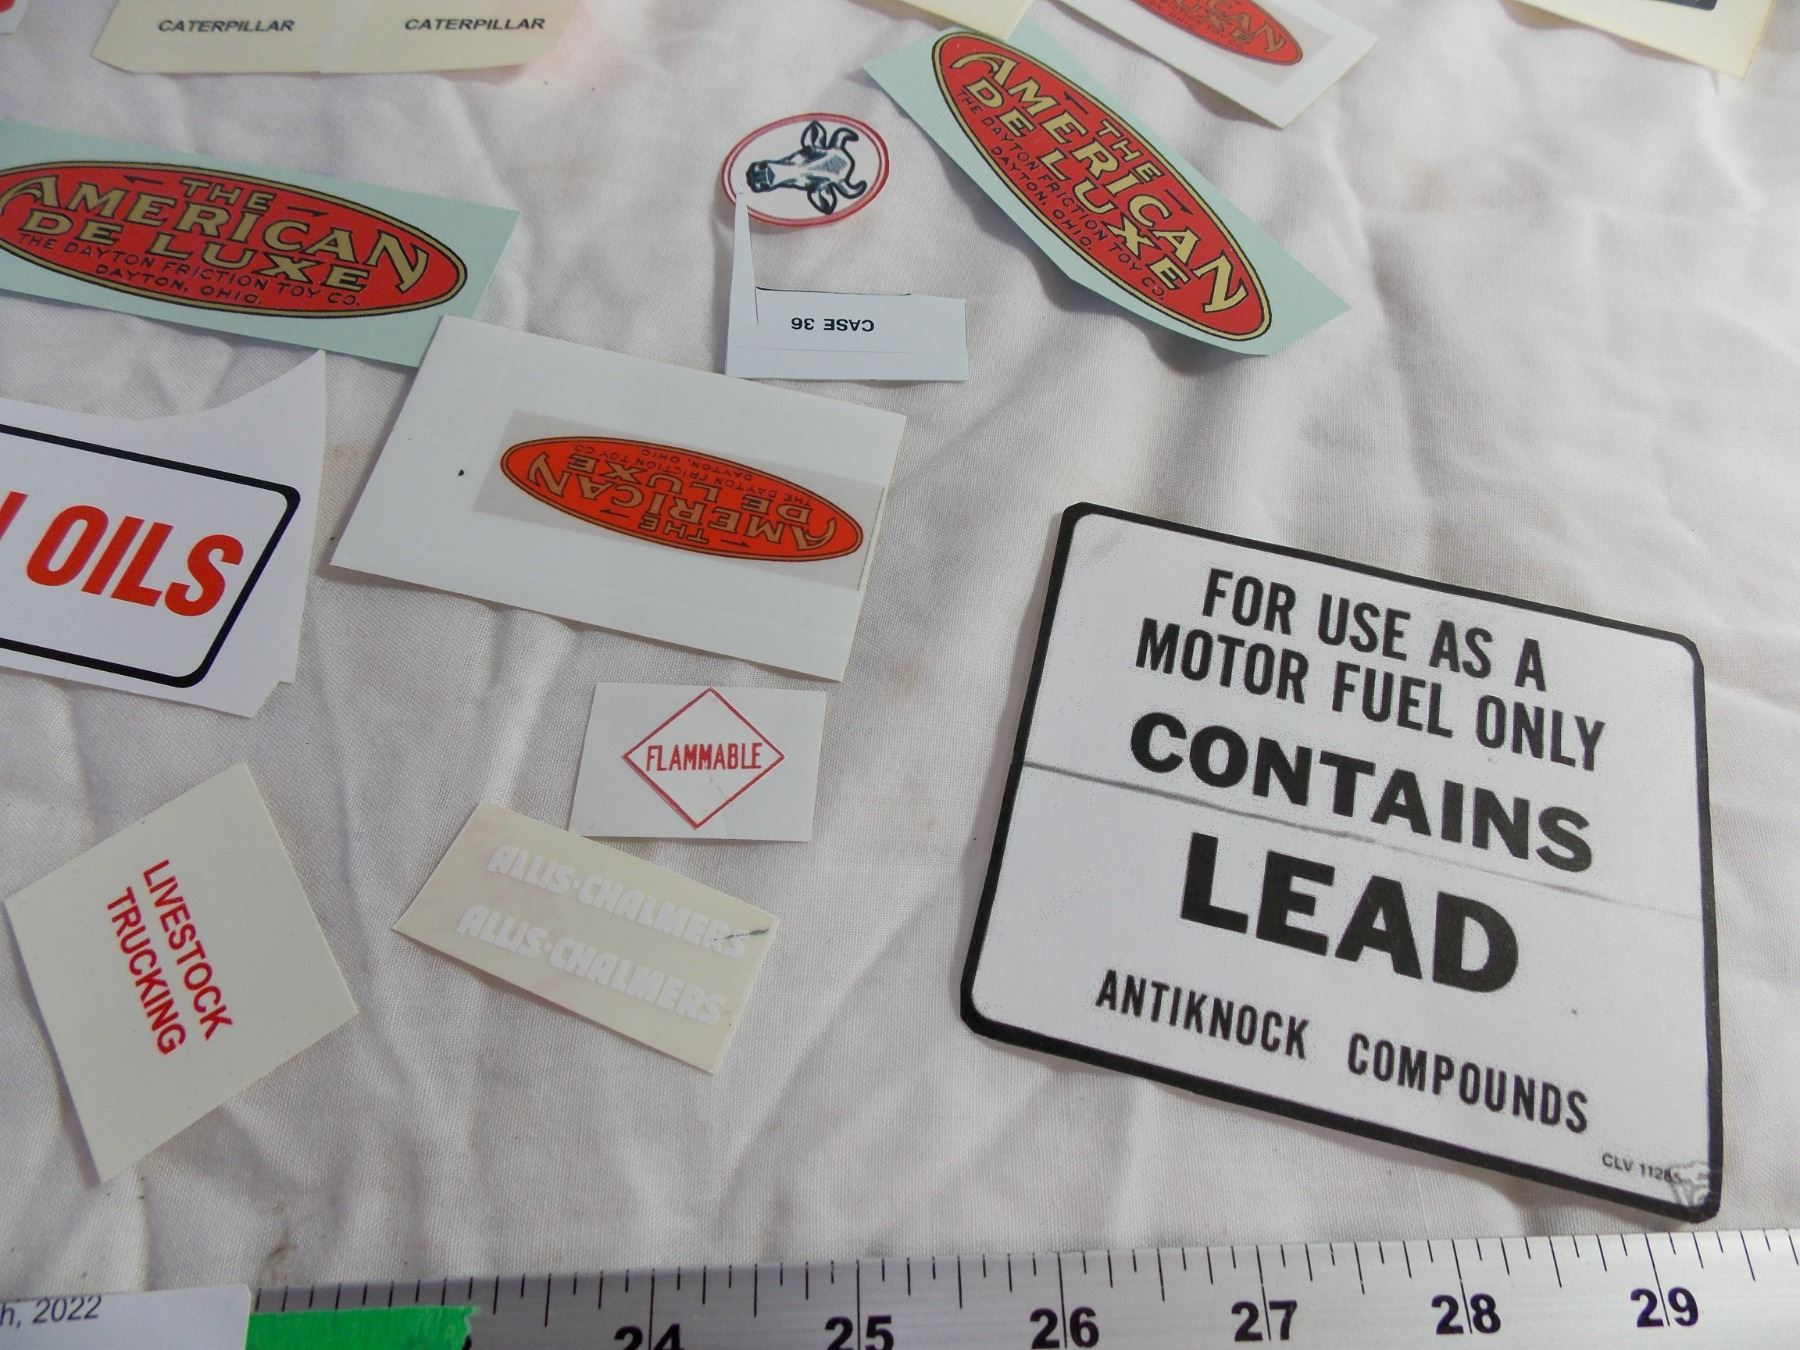 CATERPILLAR
CATERPILLAR
THE
AMERICAN
DE LUXE
THE DAYTON FRICTION TOY CO.
DAYTON, OHIO.
THE
AMERICAN
DE LUXE
THE DAYTON FRICTION TOY CO.
DAYTON, OHIO.
CASE 36
THE
AMERICAN
DE LUXE
THE DAYTON FRICTION TOY CO.
DAYTON, OHIO.
OILS
FLAMMABLE
ALLIS-CHALMERS
ALLIS-CHALMERS
LIVESTOCK
TRUCKING
FOR USE AS A
MOTOR FUEL ONLY
CONTAINS
LEAD
ANTIKNOCK COMPOUNDS
CLV
h, 2022
24 25 26 27 28 29